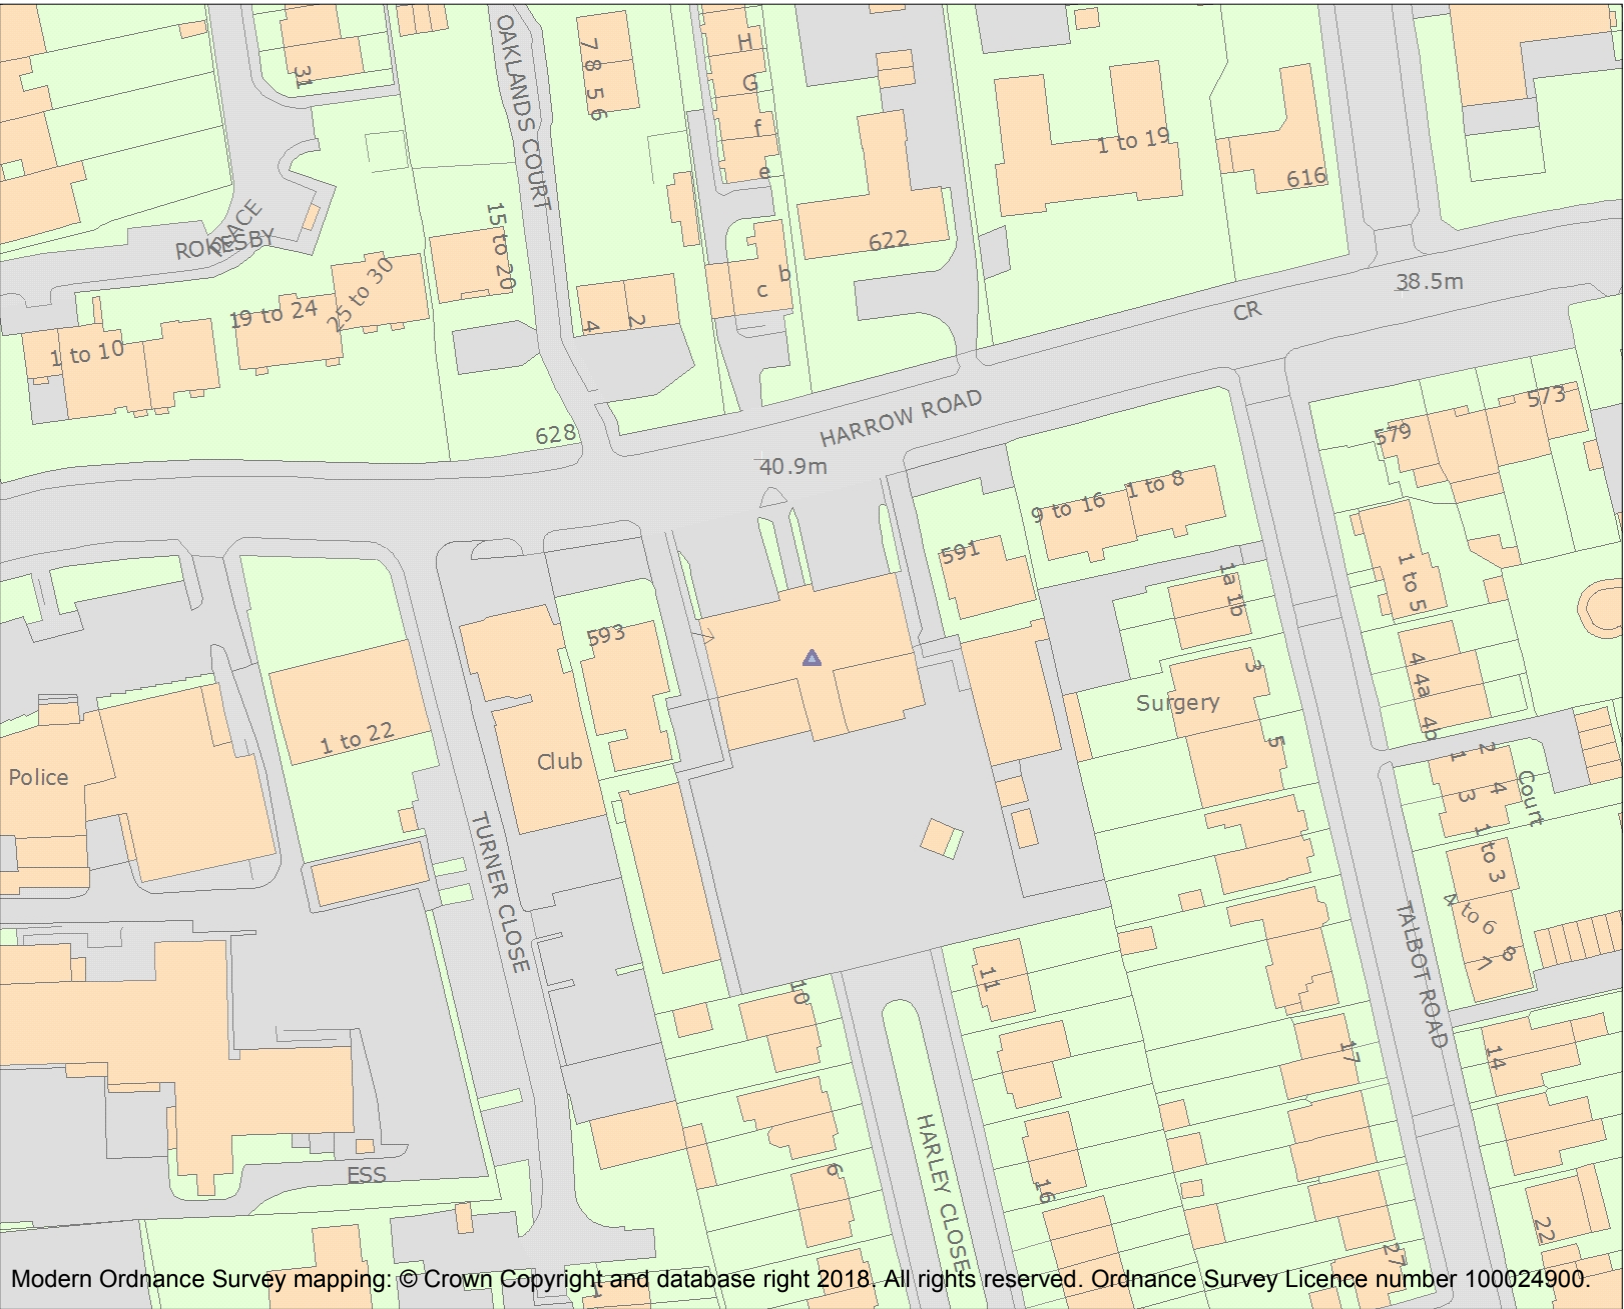 OAKLANDS COURT
31
7 8 5 6
H
G
f
e
1 to 19
616
ROKESBY
PLACE
15 to 20
622
b
c
38.5m
CR
19 to 24
25 to 30
4
2
1 to 10
HARROW ROAD
628
573
579
40.9m
9 to 16
1 to 8
591
1a 1b
1 to 5
593
4 4a 4b
3
Surgery
5
1 to 22
Club
Police
1 2
3 4
Court
TURNER CLOSE
1 to 3
4 to 6
7 8
TALBOT ROAD
11
10
17
14
HARLEY CLOSE
ESS
6
16
22
27
1
Modern Ordnance Survey mapping: © Crown Copyright and database right 2018. All rights reserved. Ordnance Survey Licence number 100024900.